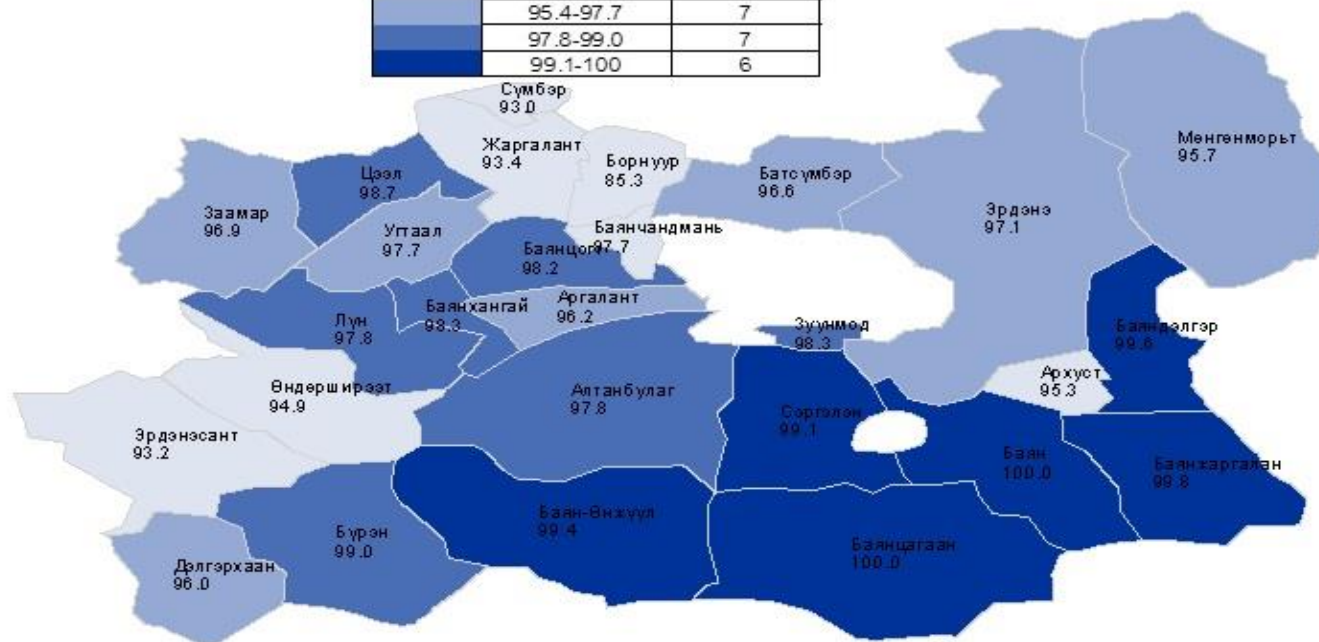 95.4-97.7 7
97.8-99.0 7
99.1-100 6
Сүмбэр
93.0
Жаргалант
93.4
Борнуур
85.3
Мөнгөнморьт
95.7
Цээл
98.7
Батсүмбэр
96.6
Заамар
96.9
Эрдэнэ
97.1
Угтаал
97.7
Баянчандмань
97.7
Баянцогт
98.2
Баянхангай
98.3
Аргалант
96.2
Лүн
97.8
Зуунмод
98.3
Баяндэлгэр
99.6
Архуст
95.3
Өндөрширээт
94.9
Алтанбулаг
97.8
Сэргэлэн
99.1
Эрдэнэсант
93.2
Баян
100.0
Баянжаргалан
99.8
Баян-Өнжүүл
99.4
Бүрэн
99.0
Баянцагаан
100.0
Дэлгэрхаан
96.0